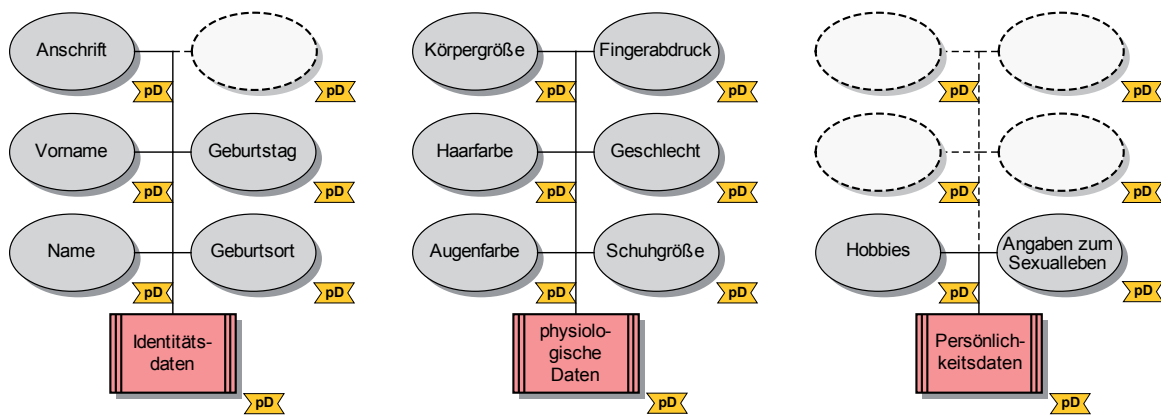 Anschrift
pD
pD
Vorname
Geburtstag
pD
pD
Name
Geburtsort
pD
pD
Identitäts-
daten
pD
Körpergröße
Fingerabdruck
pD
pD
Haarfarbe
Geschlecht
pD
pD
Augenfarbe
Schuhgröße
pD
pD
physiolo-
gische
Daten
pD
pD
pD
pD
pD
Hobbies
Angaben zum
Sexualleben
pD
pD
Persönlich-
keitsdaten
pD